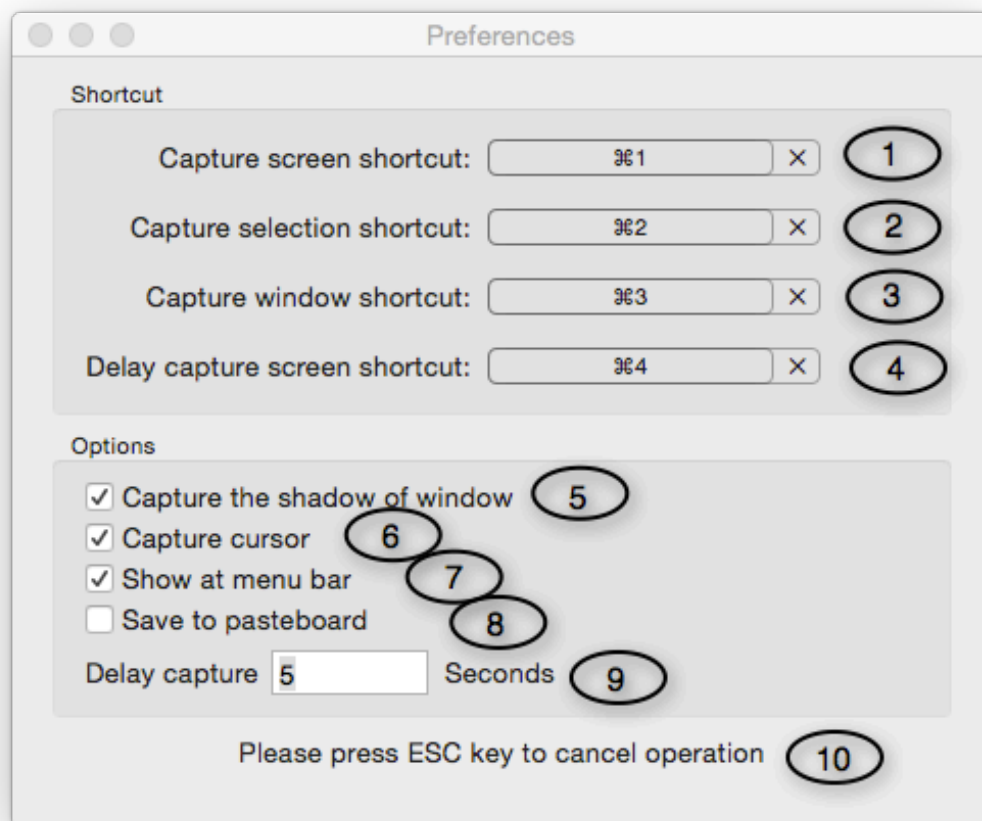 Preferences
Shortcut
Capture screen shortcut: ⌘1 × 1
Capture selection shortcut: ⌘2 × 2
Capture window shortcut: ⌘3 × 3
Delay capture screen shortcut: ⌘4 × 4
Options
Capture the shadow of window 5
Capture cursor 6
Show at menu bar 7
Save to pasteboard 8
Delay capture 5 Seconds 9
Please press ESC key to cancel operation 10